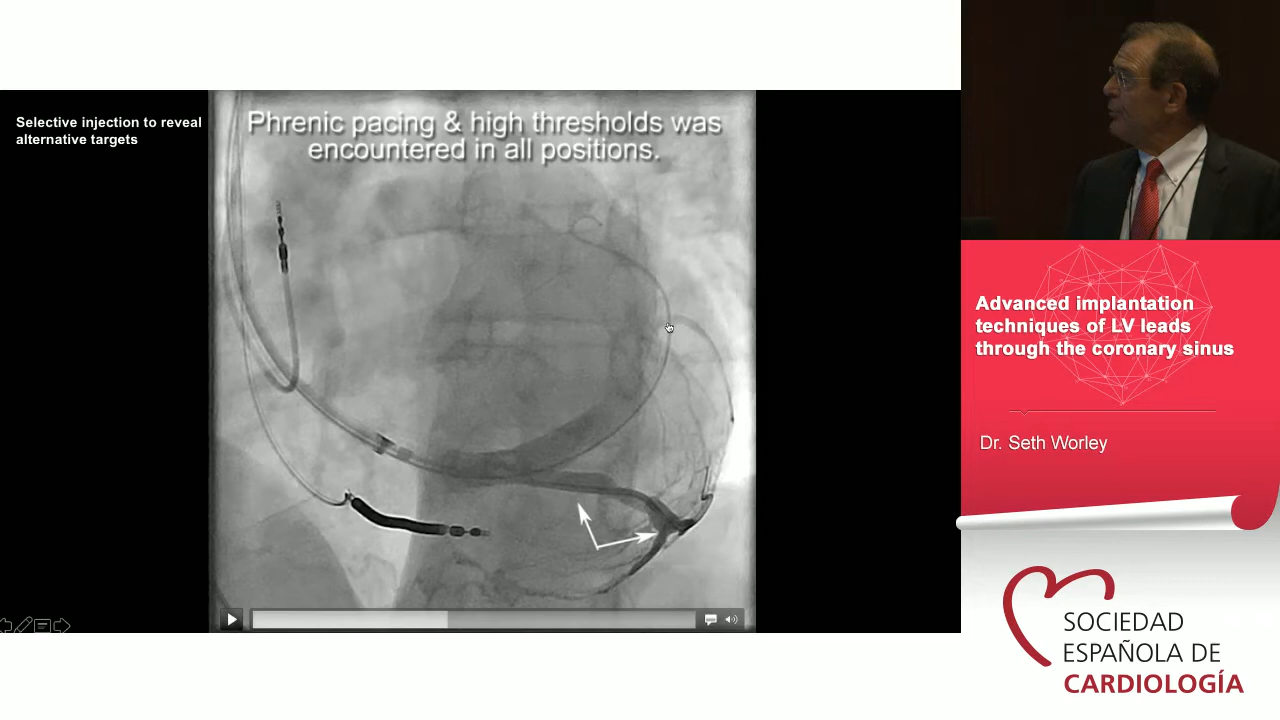 Selective injection to reveal
alternative targets
Phrenic pacing & high thresholds was
encountered in all positions.
Advanced implantation
techniques of LV leads
through the coronary sinus
Dr. Seth Worley
SOCIEDAD
ESPAÑOLA DE
CARDIOLOGÍA